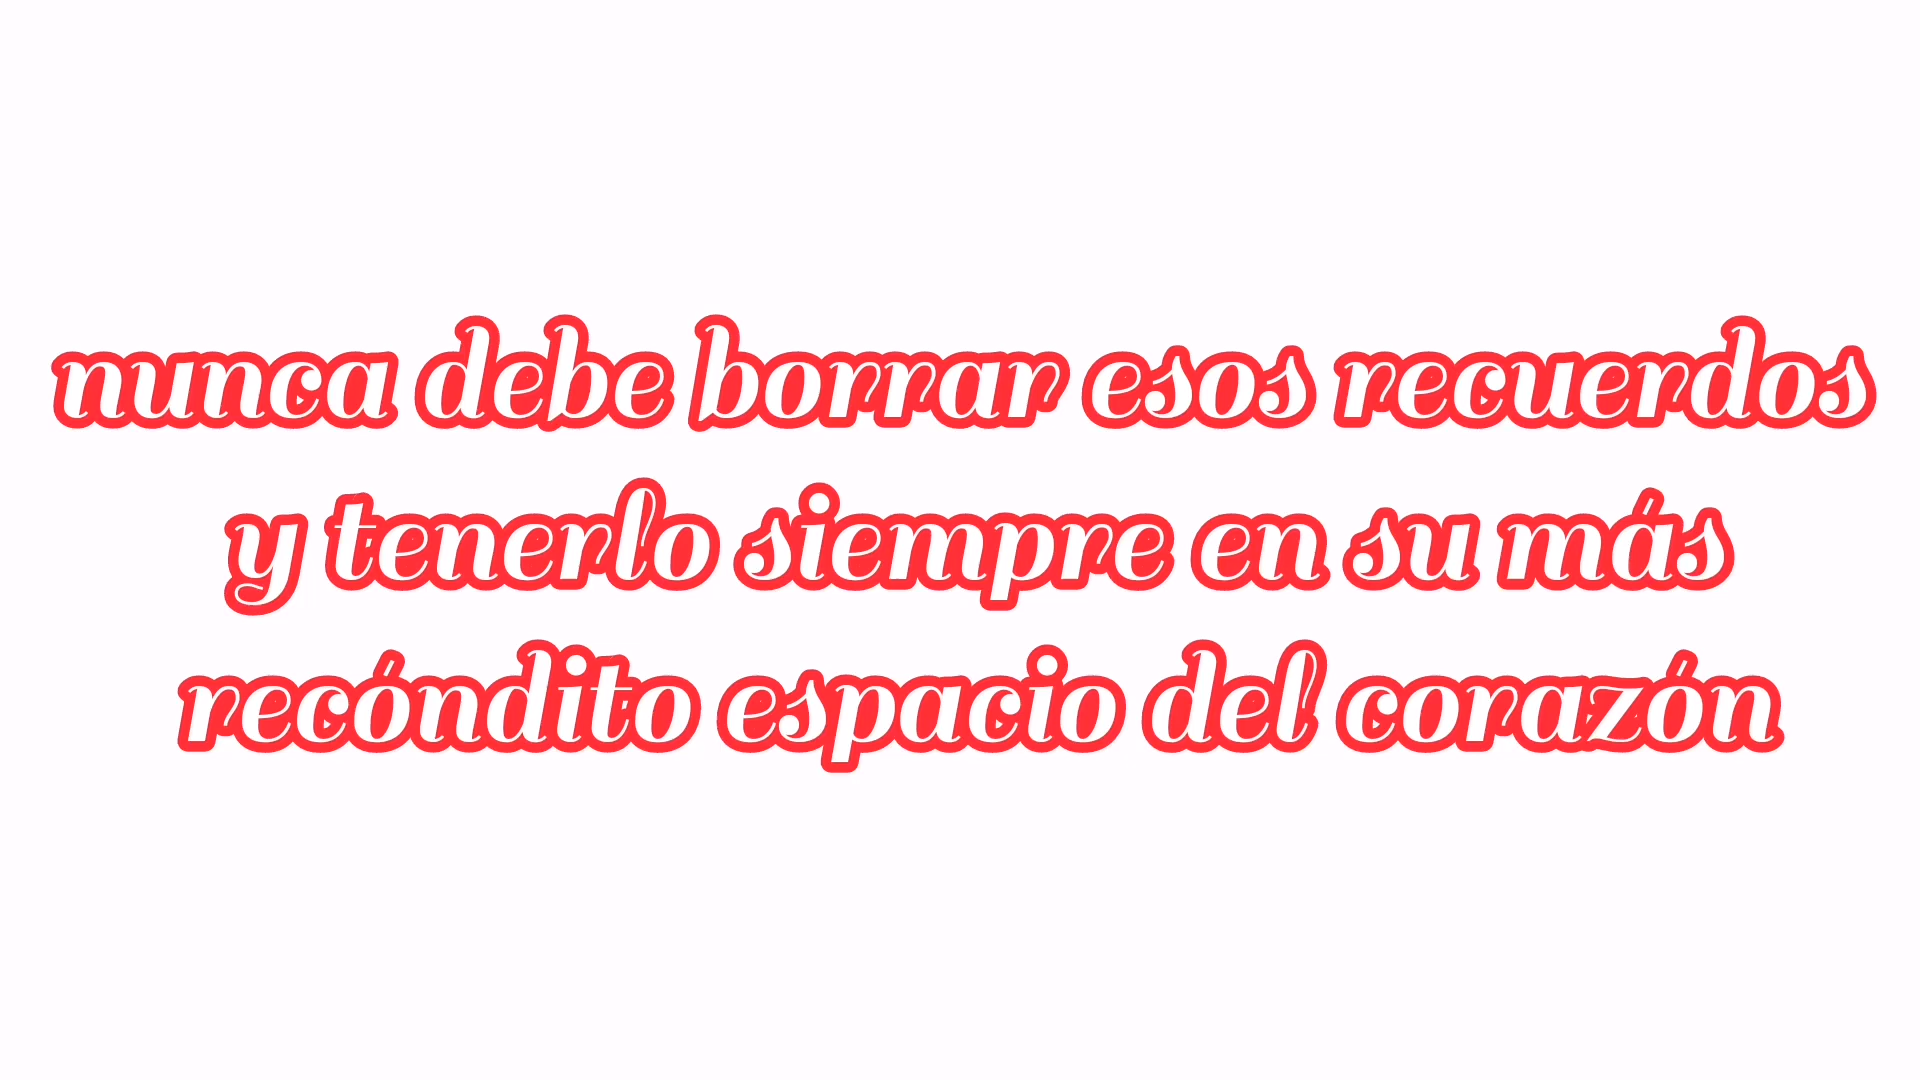 nunca debe borrar esos recuerdos
y tenerlo siempre en su más
recóndito espacio del corazón